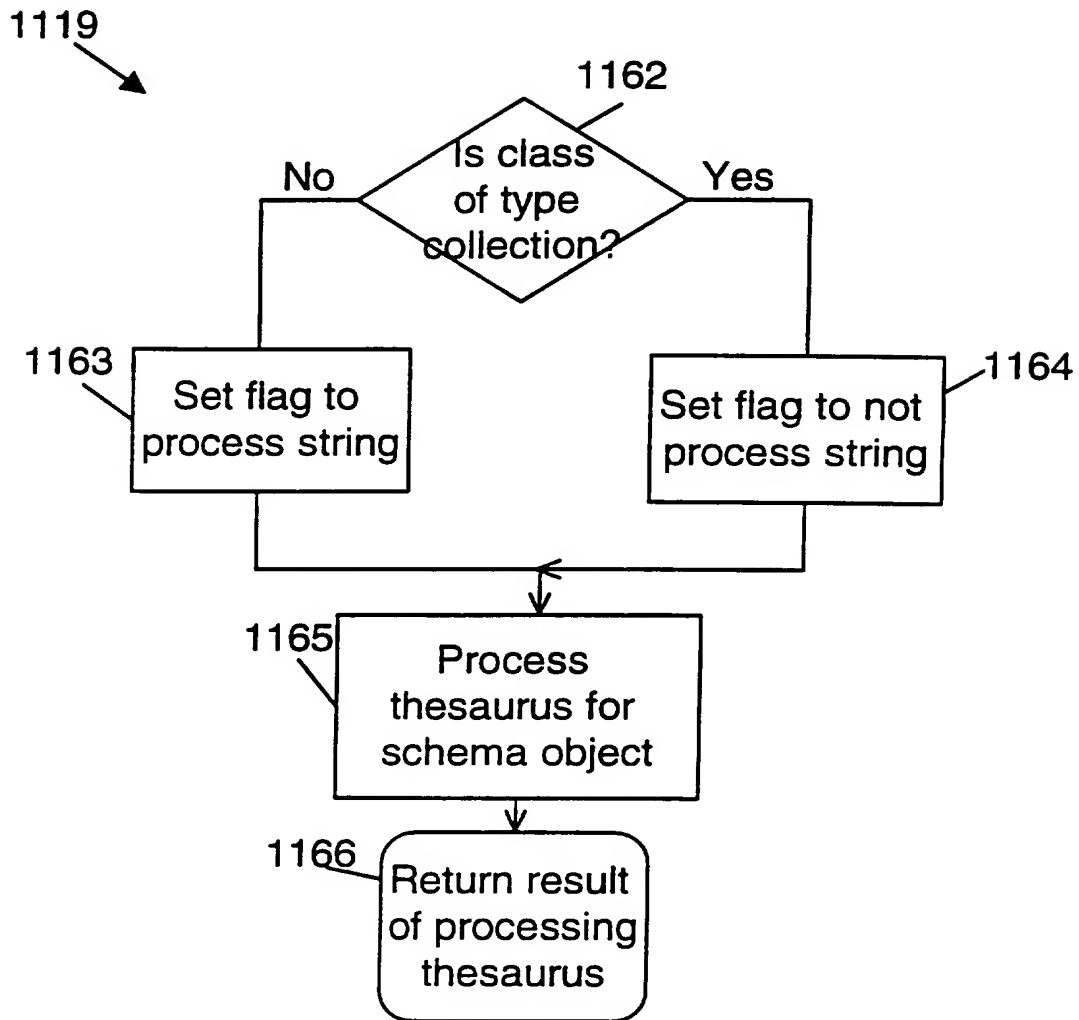 1119
1162
Is class
of type
collection?
No
Yes
1163
Set flag to
process string
1164
Set flag to not
process string
1165
Process
thesaurus for
schema object
1166
Return result
of processing
thesaurus